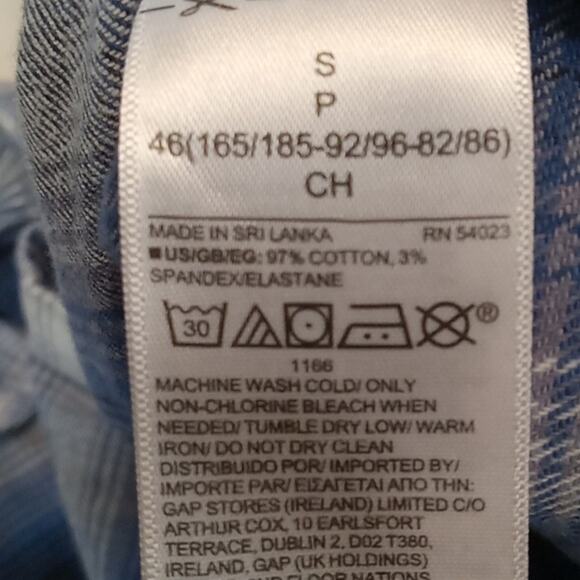 S
P
46(165/185-92/96-82/86)
CH
MADE IN SRI LANKA RN 54023
US/GB/EG: 97% COTTON, 3%
SPANDEX/ELASTANE
30 ®
1166
MACHINE WASH COLD/ ONLY
NON-CHLORINE BLEACH WHEN
NEEDED/ TUMBLE DRY LOW/ WARM
IRON/ DO NOT DRY CLEAN
DISTRIBUIDO POR/ IMPORTED BY/
IMPORTE PAR/ ΕΙΣΑΓΕΤΑΙ ΑΠΟ ΤΗΝ:
GAP STORES (IRELAND) LIMITED C/O
ARTHUR COX, 10 EARLSFORT
TERRACE, DUBLIN 2, D02 T380,
IRELAND, GAP (UK HOLDINGS)
FLOOR NATIONS